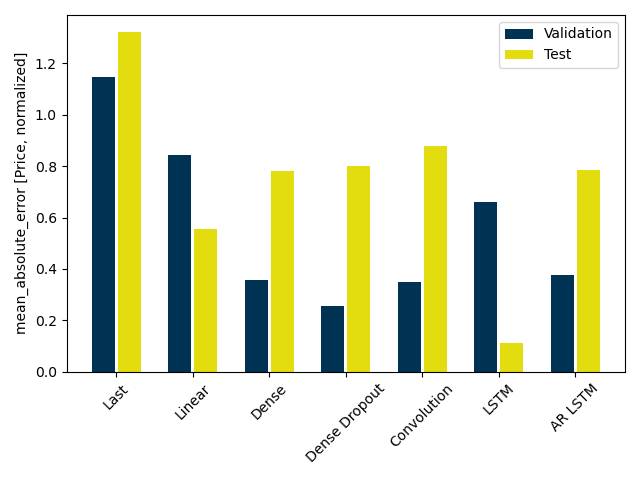 mean_absolute_error [Price, normalized]
1.2
1.0
0.8
0.6
0.4
0.2
0.0
Validation
Test
Last
Linear
Dense
Dense Dropout
Convolution
LSTM
AR LSTM